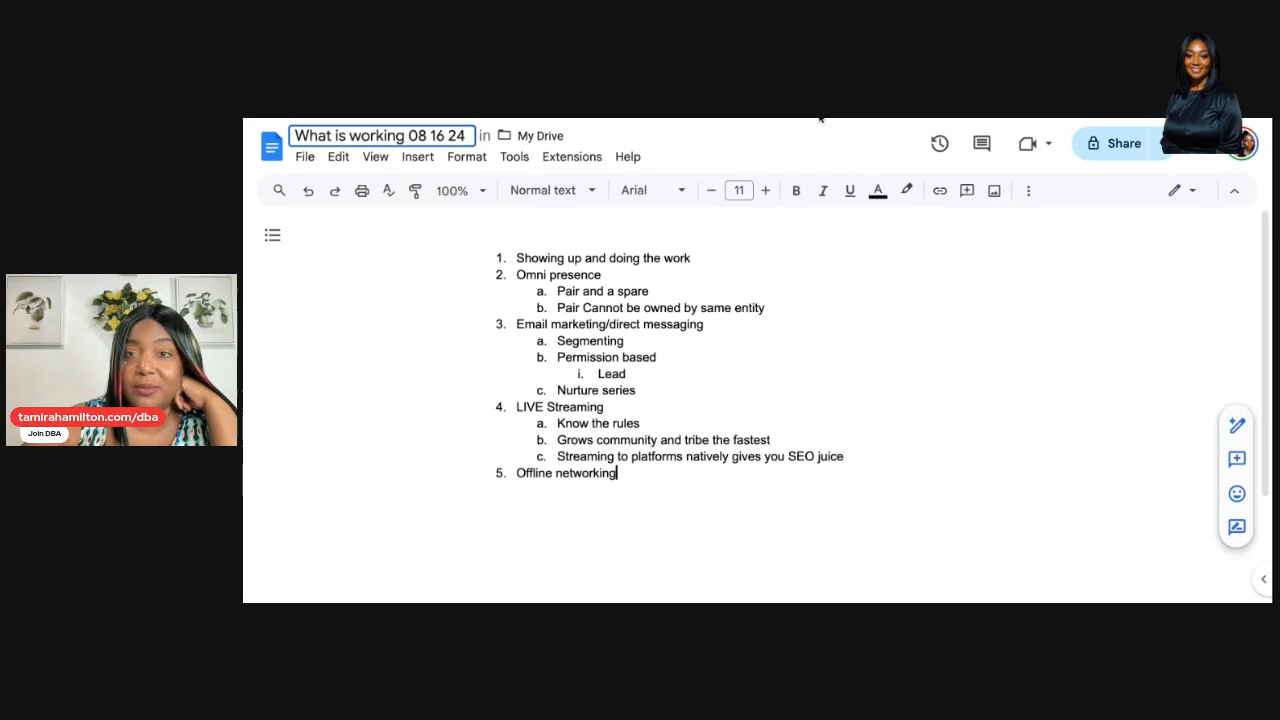 What is working 08 16 24 in My Drive
File Edit View Insert Format Tools Extensions Help
Share
100% Normal text Arial 11 B I U A
1. Showing up and doing the work
2. Omni presence
a. Pair and a spare
b. Pair Cannot be owned by same entity
3. Email marketing/direct messaging
a. Segmenting
b. Permission based
i. Lead
c. Nurture series
4. LIVE Streaming
a. Know the rules
b. Grows community and tribe the fastest
c. Streaming to platforms natively gives you SEO juice
5. Offline networking
tamirahamilton.com/dba
Join DBA